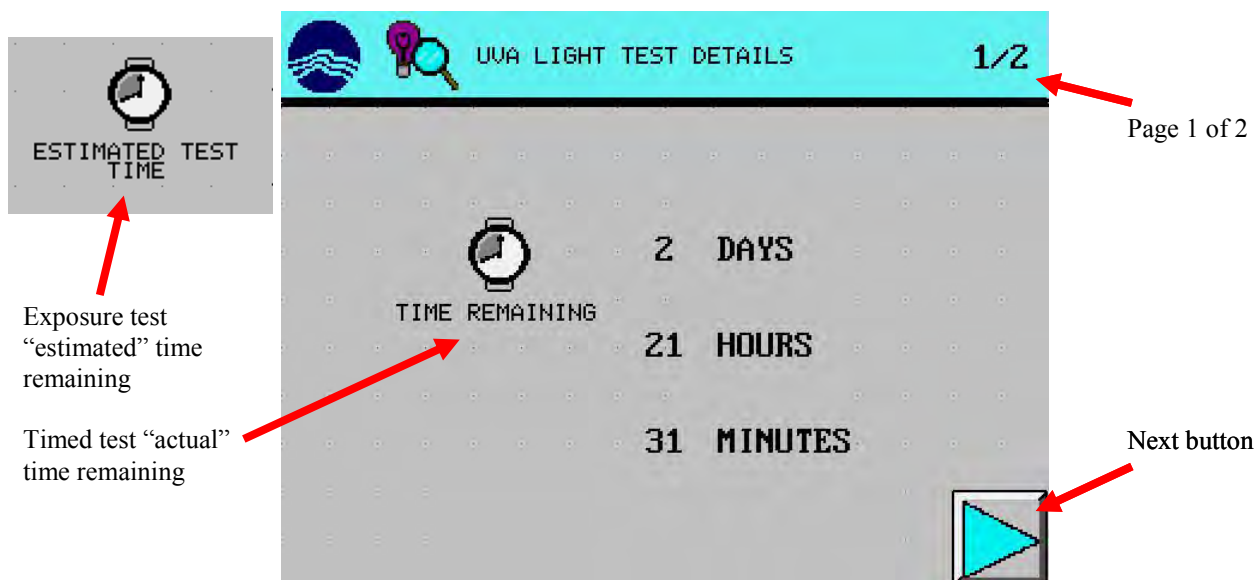 UVA LIGHT TEST DETAILS
1/2
ESTIMATED TEST
TIME
Page 1 of 2
2 DAYS
TIME REMAINING
21 HOURS
31 MINUTES
Exposure test
“estimated” time
remaining
Timed test “actual”
time remaining
Next button